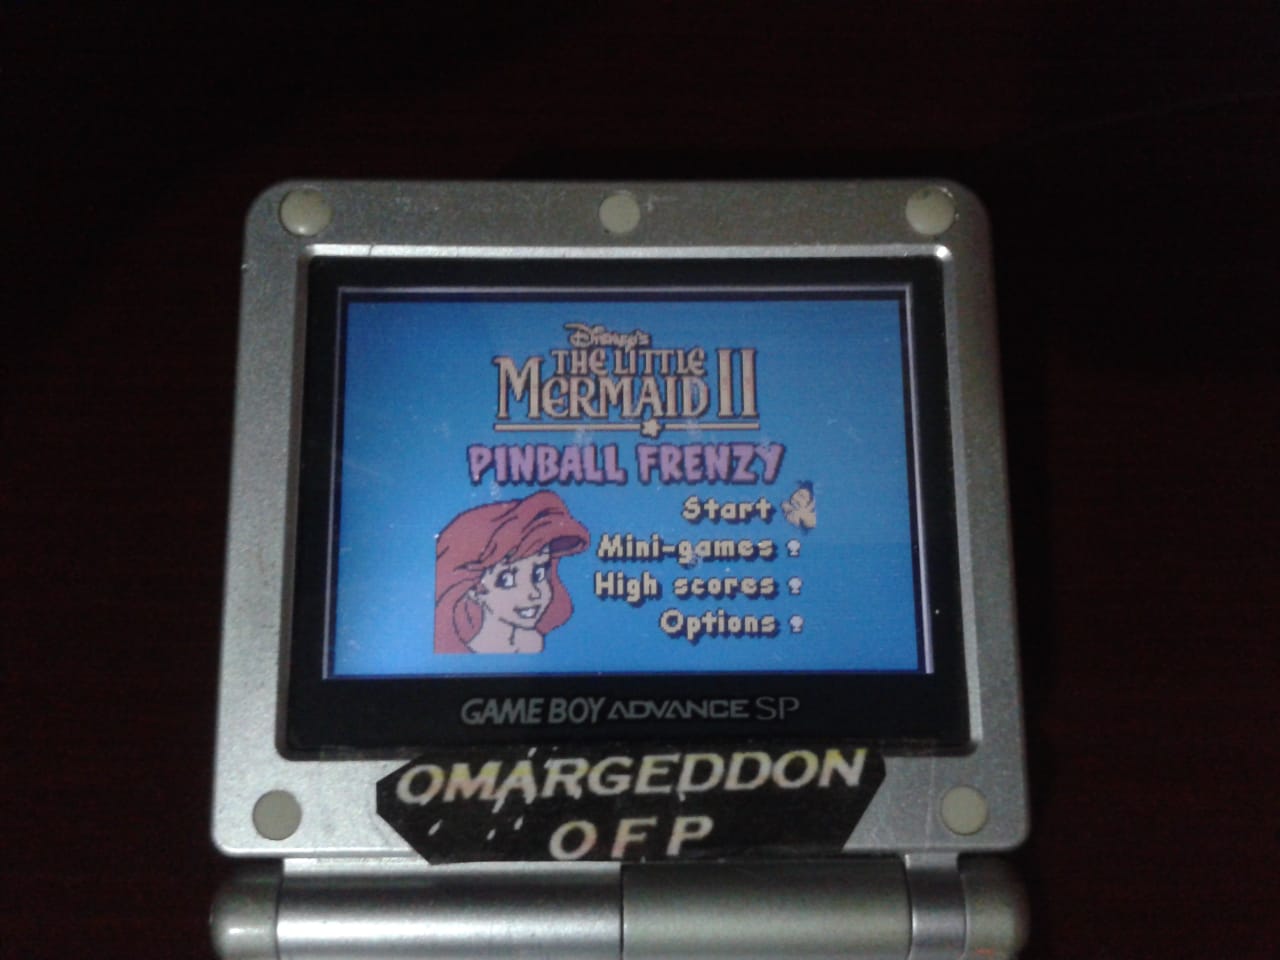 Disney's
THE LITTLE
MERMAID II
PINBALL FRENZY
Start
Mini-games
High scores
Options
GAME BOY ADVANCE SP
OMARGEDDON
OFP